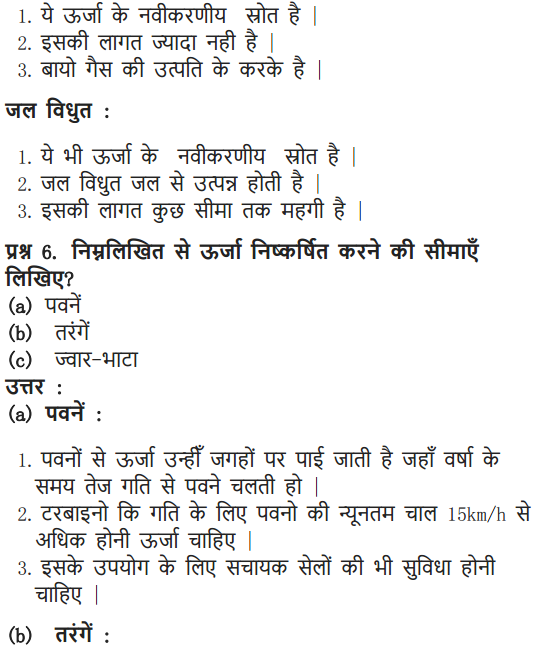 1. ये ऊर्जा के नवीकरणीय स्रोत है |
2. इसकी लागत ज्यादा नही है |
3. बायो गैस की उत्पति के करके है |
जल विधुत :
1. ये भी ऊर्जा के नवीकरणीय स्रोत है |
2. जल विधुत जल से उत्पन्न होती है |
3. इसकी लागत कुछ सीमा तक महगी है |
प्रश्न 6. निम्नलिखित से ऊर्जा निष्कर्षित करने की सीमाएँ
लिखिए?
(a) पवनें
(b) तरंगें
(c) ज्वार-भाटा
उत्तर :
(a) पवनें :
1. पवनों से ऊर्जा उन्हीँ जगहों पर पाई जाती है जहाँ वर्षा के
समय तेज गति से पवने चलती हो |
2. टरबाइनो कि गति के लिए पवनो की न्यूनतम चाल 15km/h से
अधिक होनी ऊर्जा चाहिए |
3. इसके उपयोग के लिए सचायक सेलों की भी सुविधा होनी
चाहिए |
(b) तरंगें :